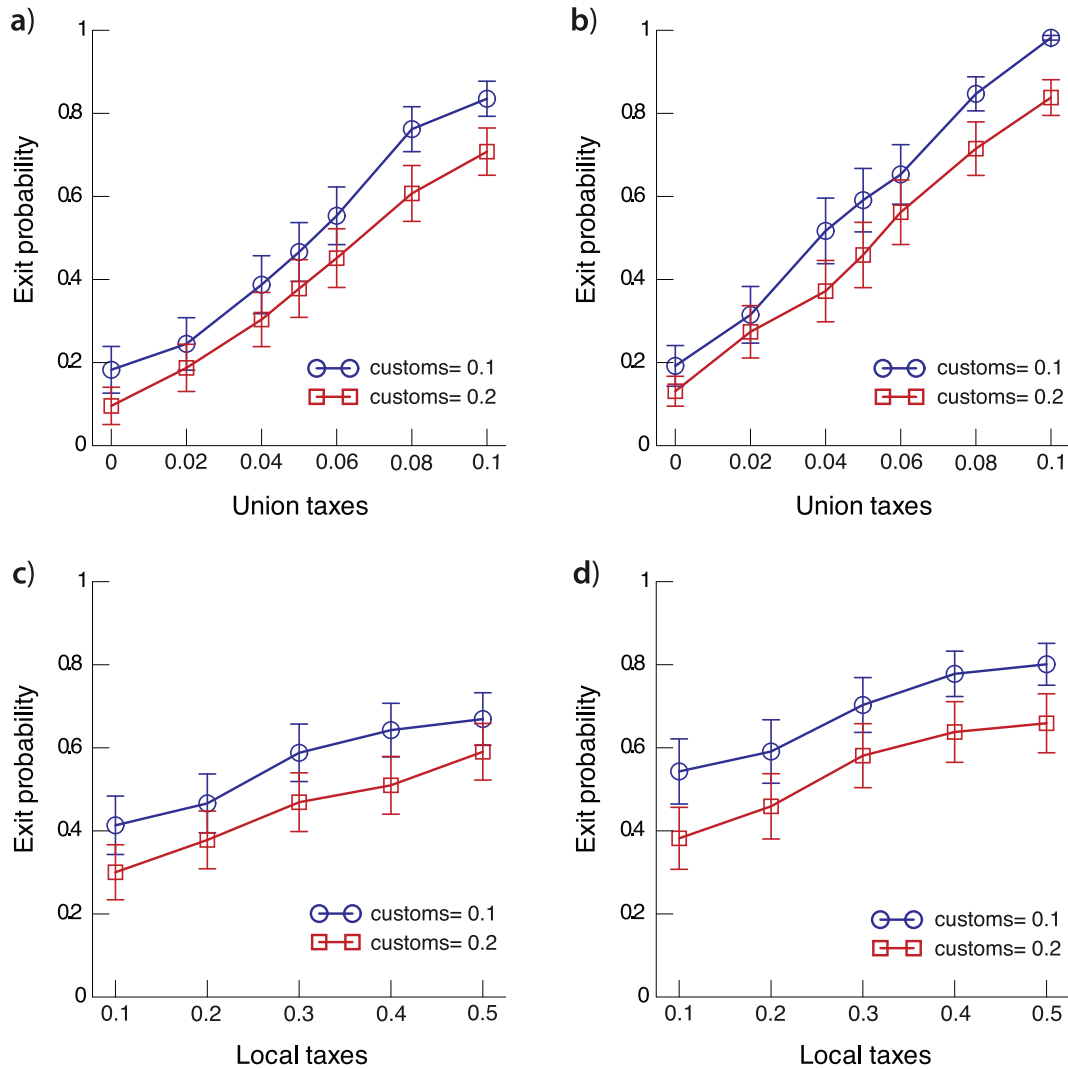 a)
Exit probability
1
0.8
0.6
0.4
0.2
0
0 0.02 0.04 0.06 0.08 0.1
Union taxes
customs= 0.1
customs= 0.2
b)
Exit probability
1
0.8
0.6
0.4
0.2
0
0 0.02 0.04 0.06 0.08 0.1
Union taxes
customs= 0.1
customs= 0.2
c)
Exit probability
1
0.8
0.6
0.4
0.2
0
0.1 0.2 0.3 0.4 0.5
Local taxes
customs= 0.1
customs= 0.2
d)
Exit probability
1
0.8
0.6
0.4
0.2
0
0.1 0.2 0.3 0.4 0.5
Local taxes
customs= 0.1
customs= 0.2